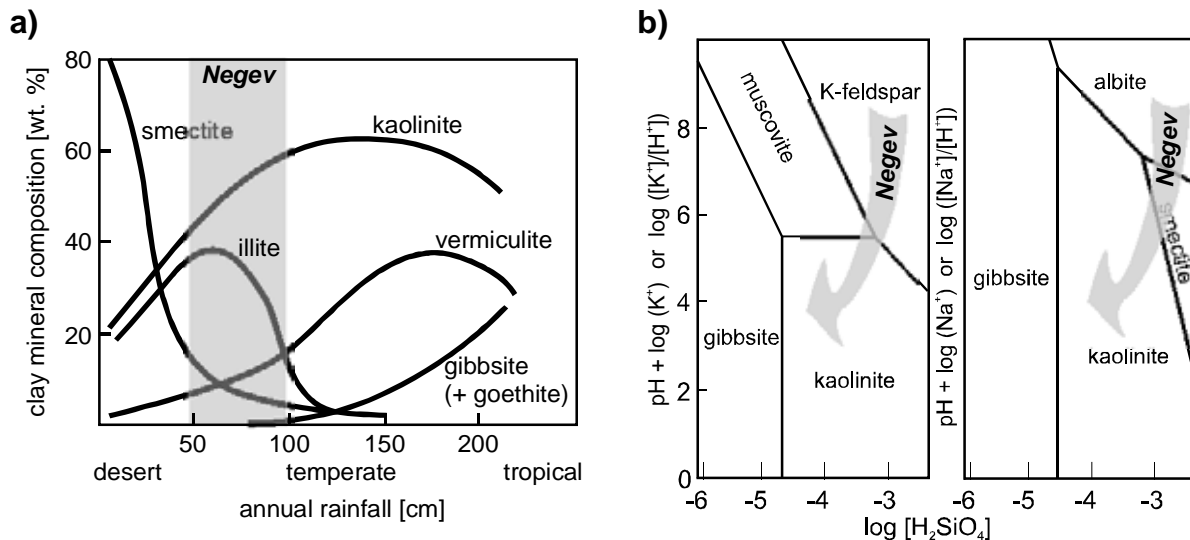 a)
clay mineral composition [wt. %]
80
60
40
20
Negev
smectite
kaolinite
illite
vermiculite
gibbsite
(+ goethite)
50
100
150
200
desert
temperate
tropical
annual rainfall [cm]
b)
pH + log (K⁺) or log ([K⁺]/[H⁺])
8
6
4
2
0
muscovite
K-feldspar
Negev
gibbsite
kaolinite
-6
-5
-4
-3
pH + log (Na⁺) or log ([Na⁺]/[H⁺])
albite
Negev
smectite
gibbsite
kaolinite
-6
-5
-4
-3
log [H₂SiO₄]